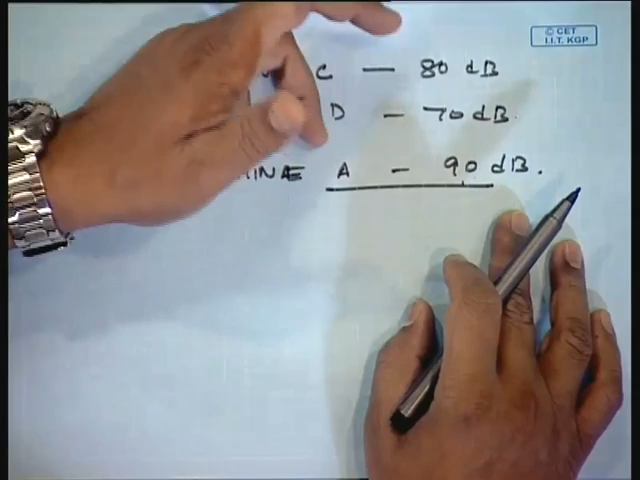 © CET
I.I.T. KGP
C — 80 dB
D — 70 dB.
A — 90 dB.